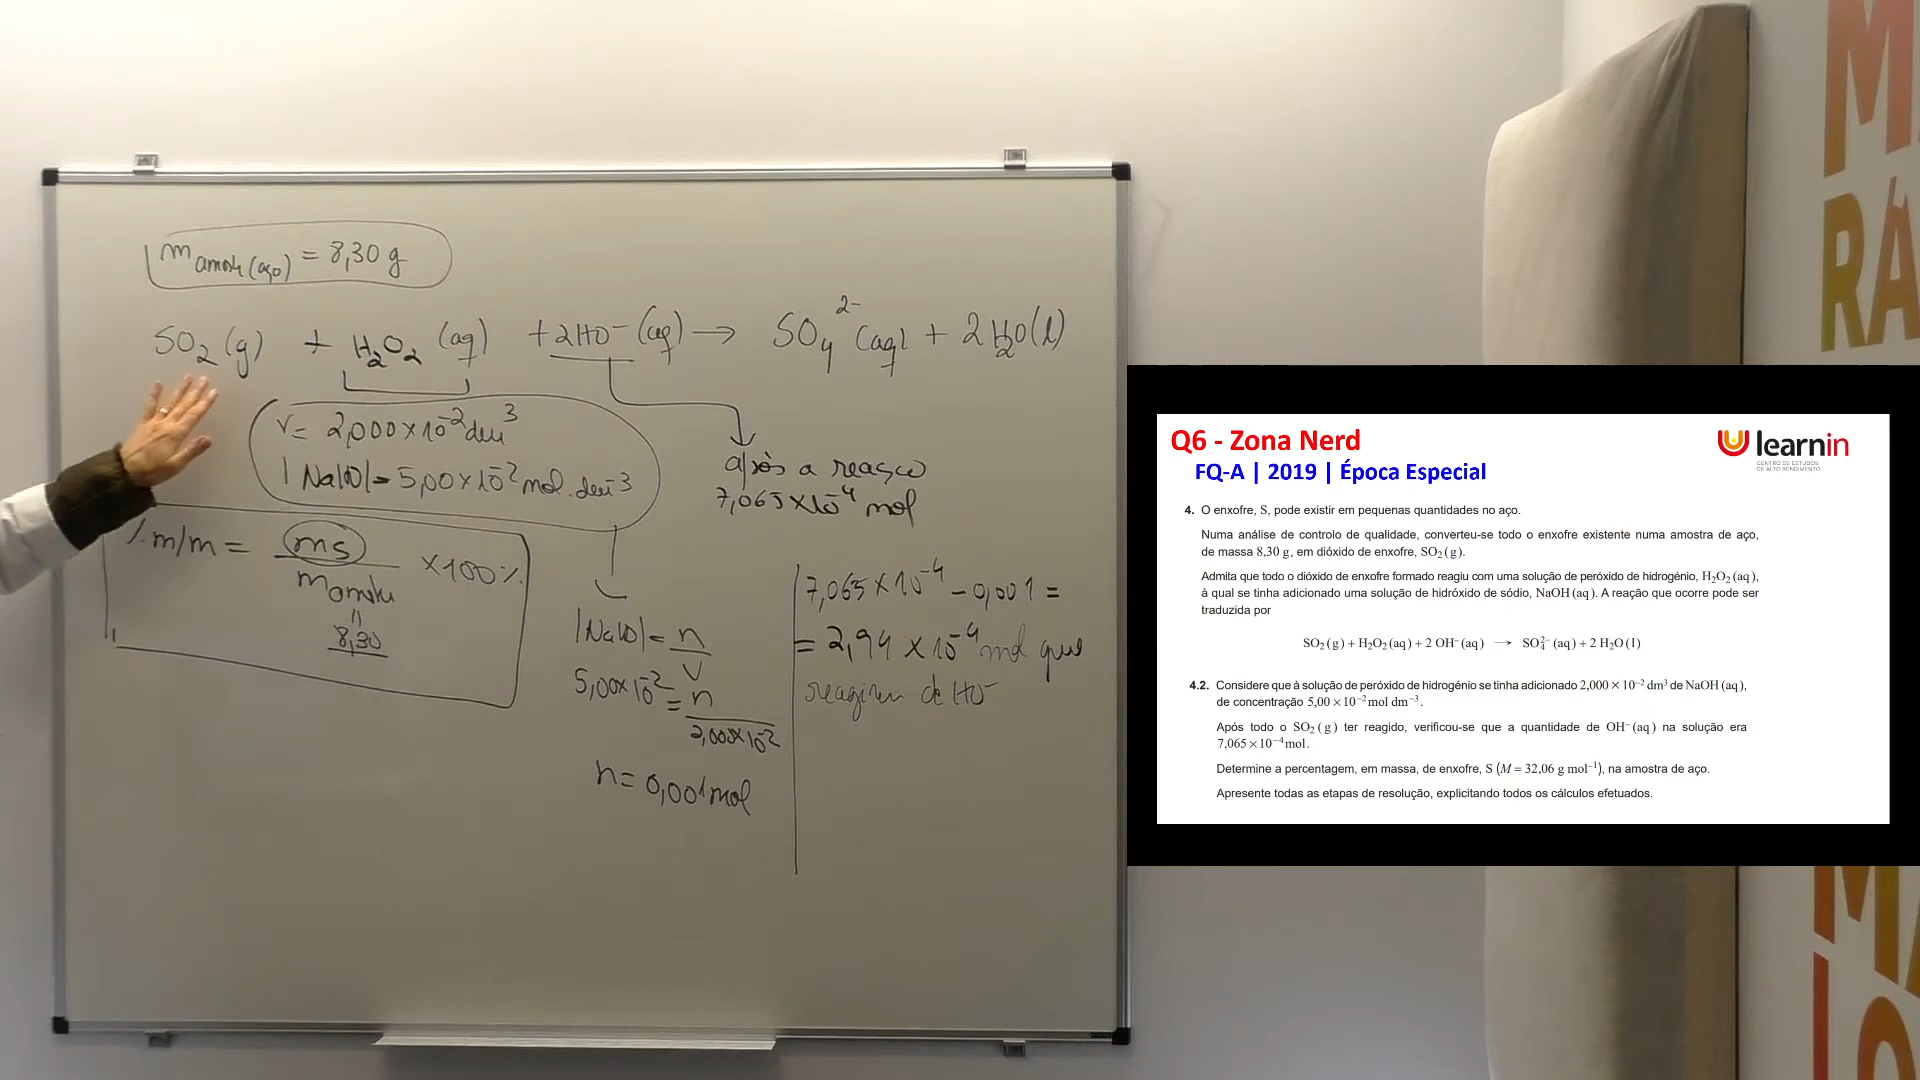 m amostra (aço) = 8,30 g
SO2 (g) + H2O2 (aq) + 2HO- (aq) → SO4 2- (aq) + 2H2O(l)
V= 2,000×10-2 dm3
|NaHO|= 5,00×10-2 mol.dm-3
após a reação
7,065×10-4 mol
% m/m = ms / mamostra ×100%
=
8,30
|NaHO|= n/V
5,00×10-2 = n/2,000×10-2
n= 0,001mol
7,065×10-4 - 0,001 =
= 2,94 ×10-4 mol que
reagiram de HO-
Q6 - Zona Nerd
FQ-A | 2019 | Época Especial
learnin
CENTRO DE ESTUDOS
DE ALTO RENDIMENTO
4. O enxofre, S, pode existir em pequenas quantidades no aço.
Numa análise de controlo de qualidade, converteu-se todo o enxofre existente numa amostra de aço,
de massa 8,30 g, em dióxido de enxofre, SO2(g).
Admita que todo o dióxido de enxofre formado reagiu com uma solução de peróxido de hidrogénio, H2O2(aq),
à qual se tinha adicionado uma solução de hidróxido de sódio, NaOH(aq). A reação que ocorre pode ser
traduzida por
SO2(g) + H2O2(aq) + 2 OH−(aq) → SO4 2−(aq) + 2 H2O(l)
4.2. Considere que à solução de peróxido de hidrogénio se tinha adicionado 2,000 × 10−2 dm3 de NaOH(aq),
de concentração 5,00 × 10−2 mol dm−3.
Após todo o SO2(g) ter reagido, verificou-se que a quantidade de OH−(aq) na solução era
7,065 × 10−4 mol.
Determine a percentagem, em massa, de enxofre, S (M = 32,06 g mol−1), na amostra de aço.
Apresente todas as etapas de resolução, explicitando todos os cálculos efetuados.
M
RA